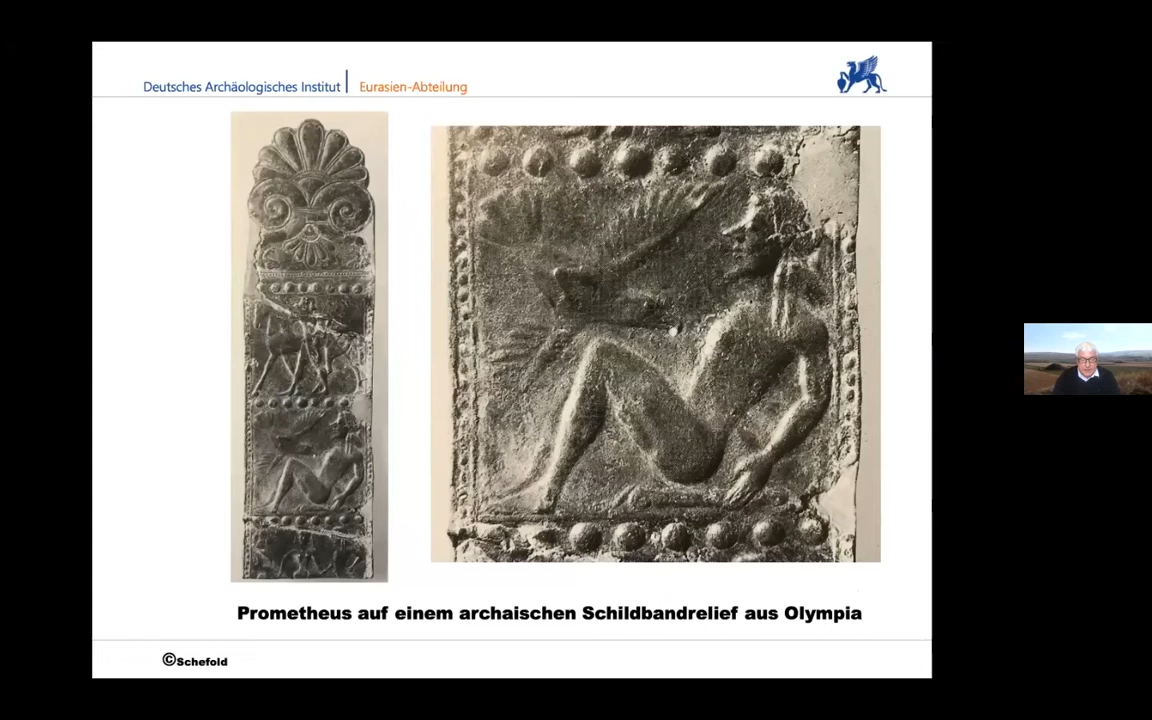 Deutsches Archäologisches Institut | Eurasien-Abteilung
Prometheus auf einem archaischen Schildbandrelief aus Olympia
©Schefold